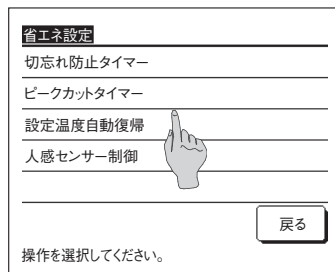 省エネ設定
切忘れ防止タイマー
ピークカットタイマー
設定温度自動復帰
人感センサー制御
戻る
操作を選択してください。